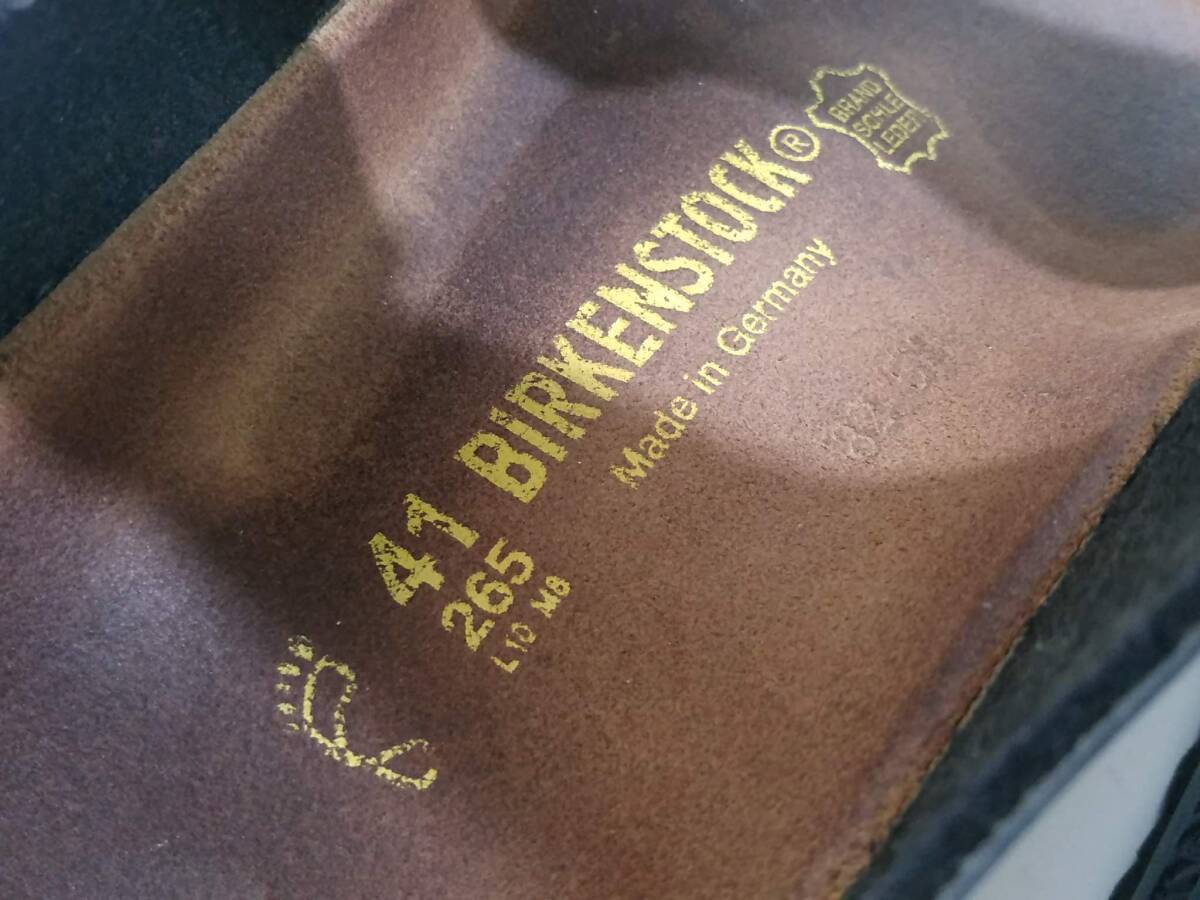 BRAND
SOHLE
LEDER
41 BIRKENSTOCK®
265
Made in Germany
L10 M8